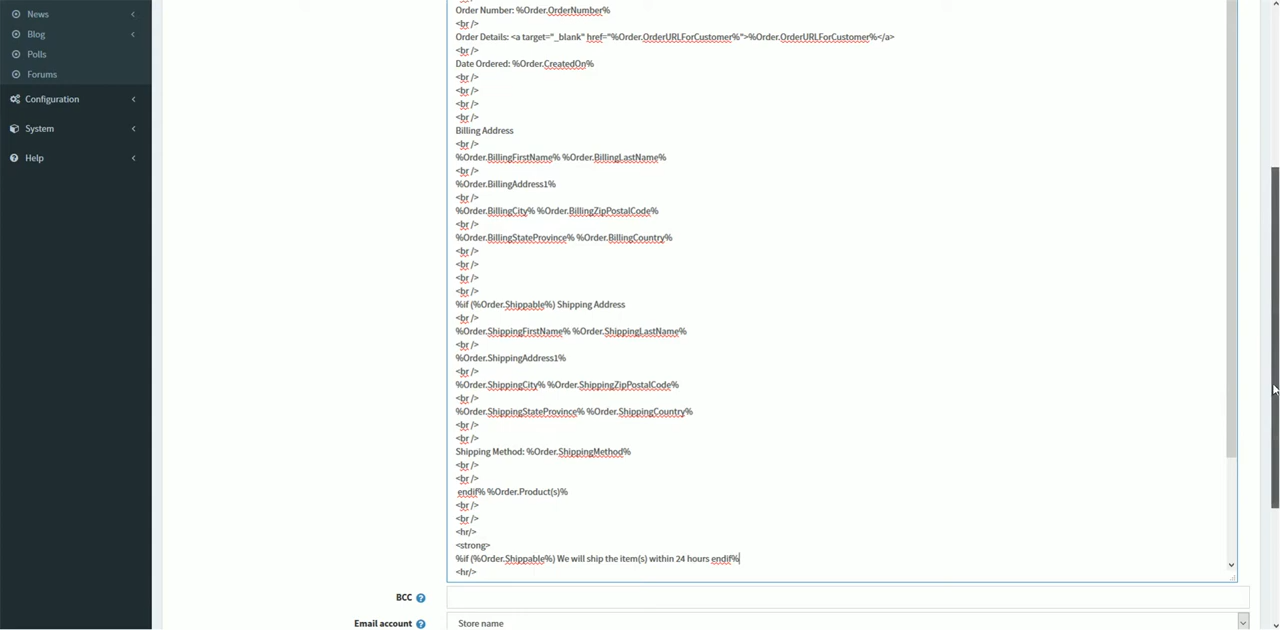 News
Blog
Polls
Forums
Configuration
System
Help
Order Number: %Order.OrderNumber%
<br />
Order Details: <a target="_blank" href="%Order.OrderURLForCustomer%">%Order.OrderURLForCustomer%</a>
<br />
Date Ordered: %Order.CreatedOn%
<br />
<br />
<br />
<br />
Billing Address
<br />
%Order.BillingFirstName% %Order.BillingLastName%
<br />
%Order.BillingAddress1%
<br />
%Order.BillingCity% %Order.BillingZipPostalCode%
<br />
%Order.BillingStateProvince% %Order.BillingCountry%
<br />
<br />
<br />
<br />
%if (%Order.Shippable%) Shipping Address
<br />
%Order.ShippingFirstName% %Order.ShippingLastName%
<br />
%Order.ShippingAddress1%
<br />
%Order.ShippingCity% %Order.ShippingZipPostalCode%
<br />
%Order.ShippingStateProvince% %Order.ShippingCountry%
<br />
<br />
Shipping Method: %Order.ShippingMethod%
<br />
<br />
endif% %Order.Product(s)%
<br />
<br />
<hr/>
<strong>
%if (%Order.Shippable%) We will ship the item(s) within 24 hours endif%
<hr/>
BCC
Email account
Store name